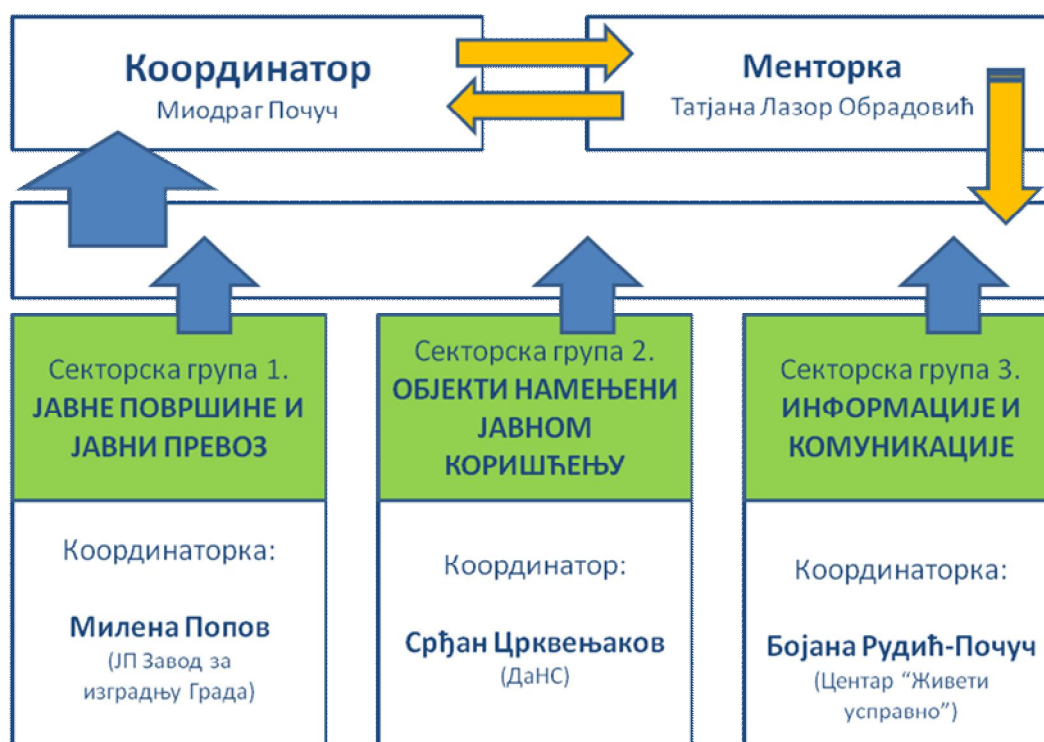 Координатор
Миодраг Почуч
Менторка
Татјана Лазор Обрадовић
Секторска група 1.
ЈАВНЕ ПОВРШИНЕ И
ЈАВНИ ПРЕВОЗ
Координаторка:
Милена Попов
(ЈП Завод за
изградњу Града)
Секторска група 2.
ОБЈЕКТИ НАМЕЊЕНИ
ЈАВНОМ
КОРИШЋЕЊУ
Координатор:
Срђан Црквењаков
(ДаНС)
Секторска група 3.
ИНФОРМАЦИЈЕ И
КОМУНИКАЦИЈЕ
Координаторка:
Бојана Рудић-Почуч
(Центар “Живети
усправно”)